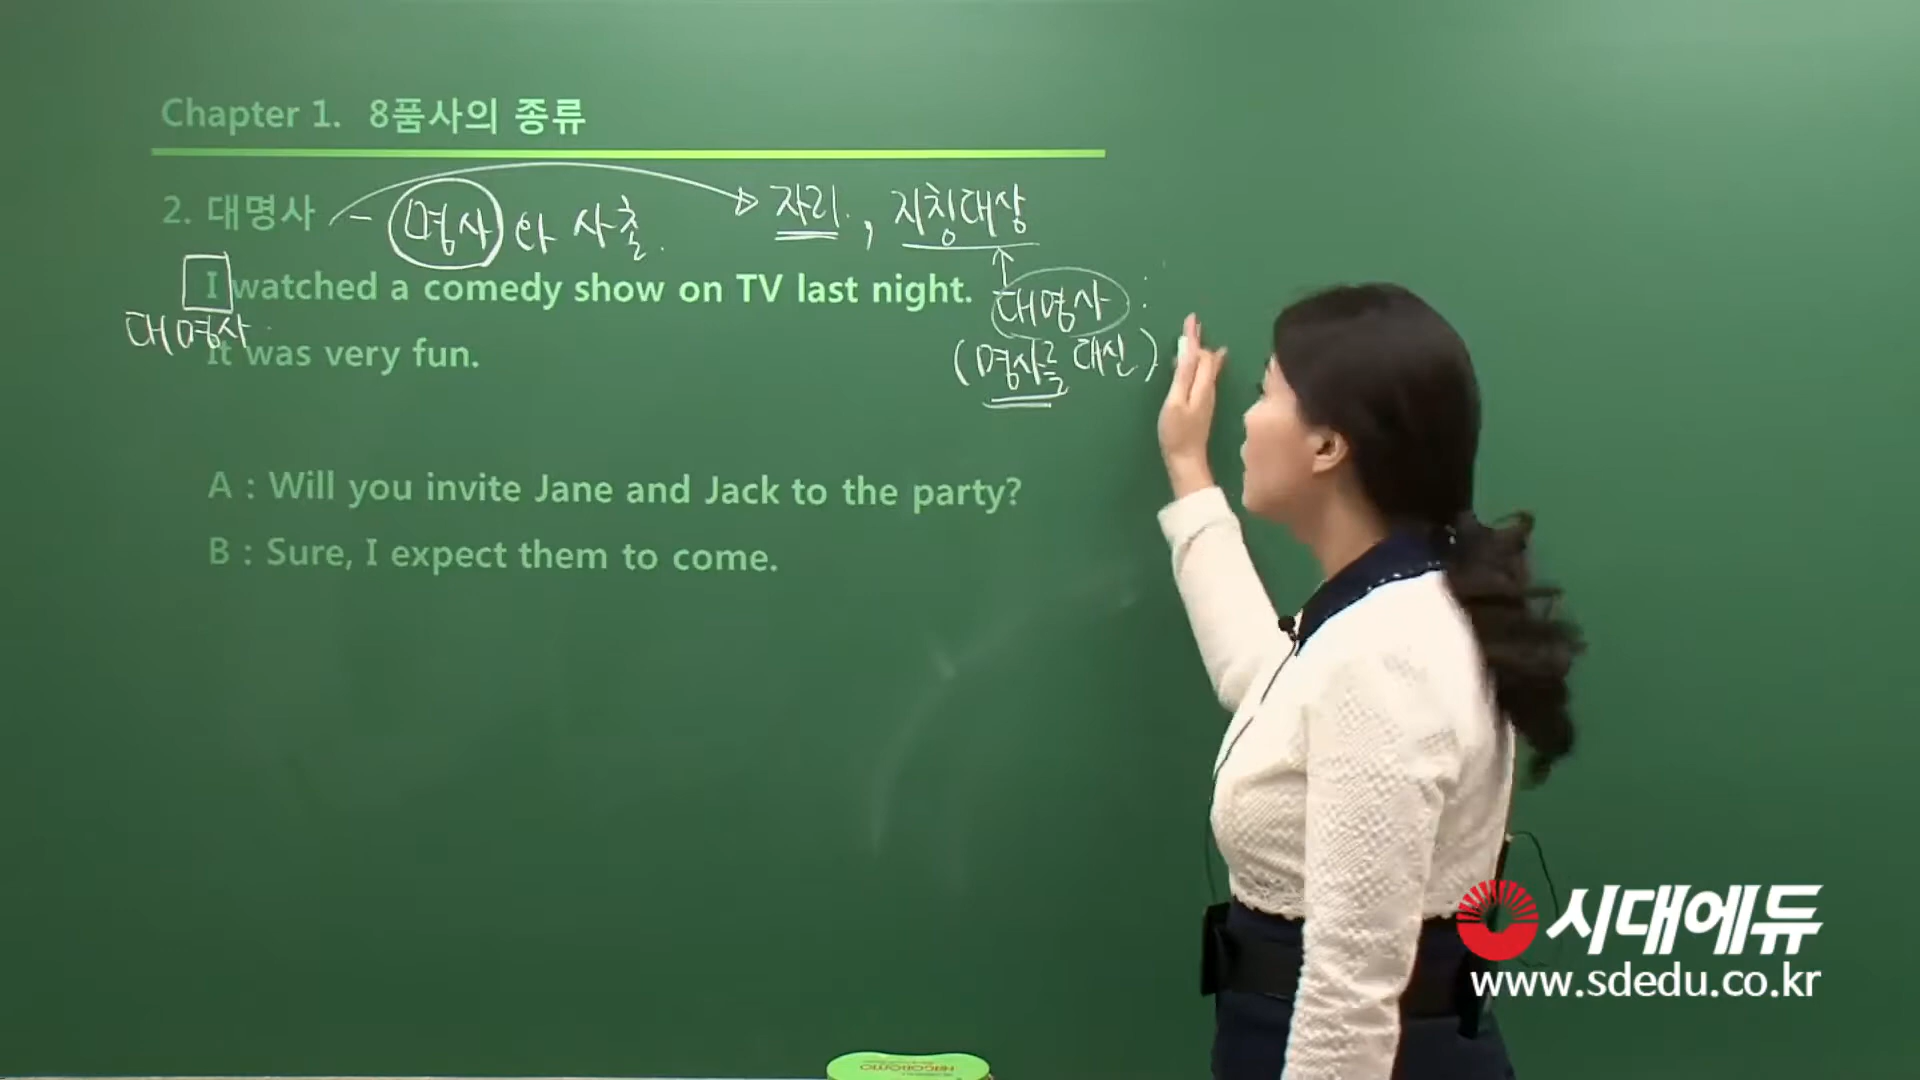 Chapter 1. 8품사의 종류
2. 대명사 - 명사와 사촌. 자리, 지칭대상
I watched a comedy show on TV last night. 대명사 :
대명사
It was very fun. (명사를 대신)
A : Will you invite Jane and Jack to the party?
B : Sure, I expect them to come.
시대에듀
www.sdedu.co.kr